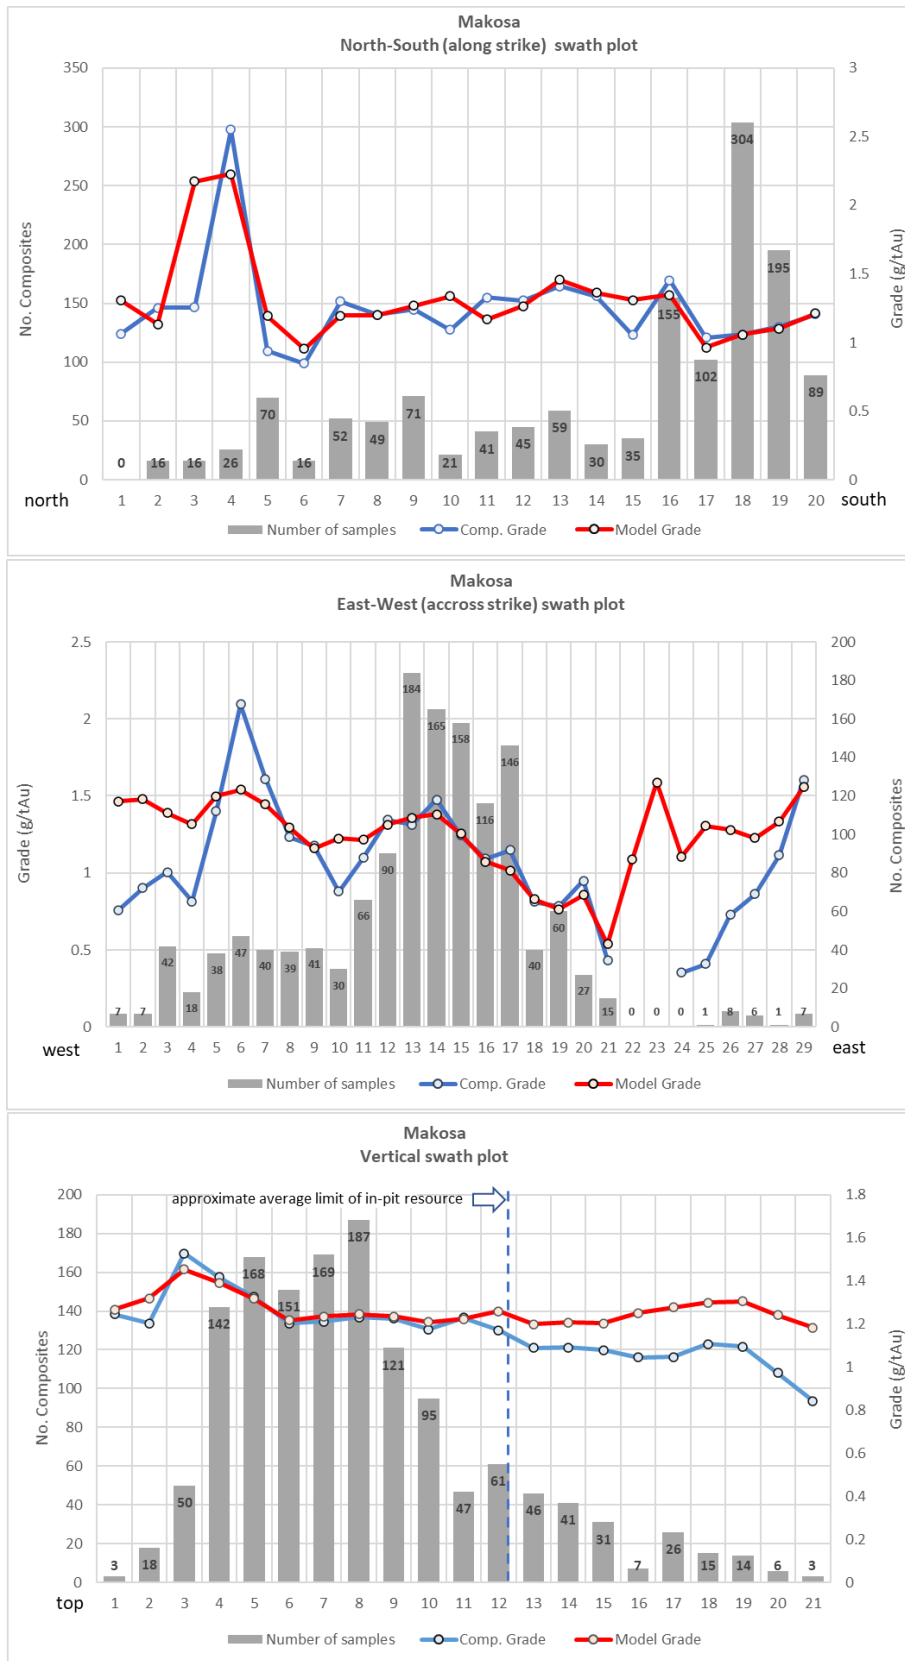 Makosa
North-South (along strike) swath plot
350
300
250
200
150
100
50
0
No. Composites
3
2.5
2
1.5
1
0.5
0
Grade (g/tAu)
0 16 16 26 70 16 52 49 71 21 41 45 59 30 35 155 102 304 195 89
1 2 3 4 5 6 7 8 9 10 11 12 13 14 15 16 17 18 19 20
north south
Number of samples Comp. Grade Model Grade
Makosa
East-West (accross strike) swath plot
2.5
2
1.5
1
0.5
0
Grade (g/tAu)
200
180
160
140
120
100
80
60
40
20
0
No. Composites
7 7 42 18 38 47 40 39 41 30 66 90 184 165 158 116 146 40 60 27 15 0 0 0 1 8 6 1 7
west 1 2 3 4 5 6 7 8 9 10 11 12 13 14 15 16 17 18 19 20 21 22 23 24 25 26 27 28 29 east
Number of samples Comp. Grade Model Grade
Makosa
Vertical swath plot
approximate average limit of in-pit resource
200
180
160
140
120
100
80
60
40
20
0
No. Composites
1.8
1.6
1.4
1.2
1
0.8
0.6
0.4
0.2
0
Grade (g/tAu)
3 18 50 142 168 151 169 187 121 95 47 61 46 41 31 7 26 15 14 6 3
top 1 2 3 4 5 6 7 8 9 10 11 12 13 14 15 16 17 18 19 20 21
Number of samples Comp. Grade Model Grade